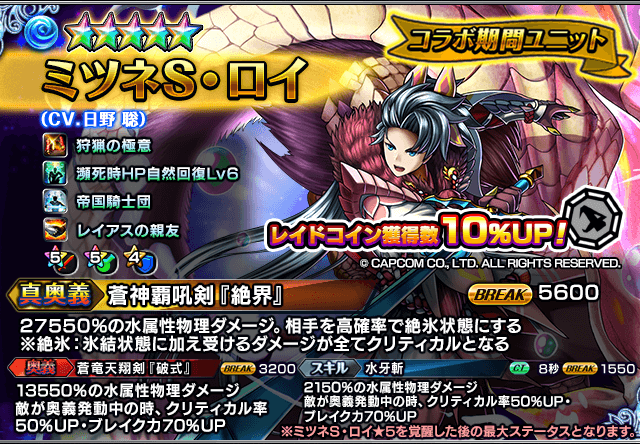 コラボ期間ユニット
ミツネS・ロイ
(CV.日野 聡)
狩猟の極意
瀕死時HP自然回復Lv6
帝国騎士団
レイアスの親友
5 5 4
レイドコイン獲得数10%UP!
© CAPCOM CO., LTD. ALL RIGHTS RESERVED.
真奥義 蒼神覇吼剣『絶界』 BREAK 5600
27550%の水属性物理ダメージ。相手を高確率で絶氷状態にする
※絶氷:氷結状態に加え受けるダメージが全てクリティカルとなる
奥義 蒼竜天翔剣『破式』 BREAK 3200
13550%の水属性物理ダメージ
敵が奥義発動中の時、クリティカル率
50%UP・ブレイク力70%UP
スキル 水牙斬 CT 8秒 BREAK 1550
2150%の水属性物理ダメージ
敵が奥義発動中の時、クリティカル率50%UP・
ブレイク力70%UP
※ミツネS・ロイ★5を覚醒した後の最大ステータスとなります。